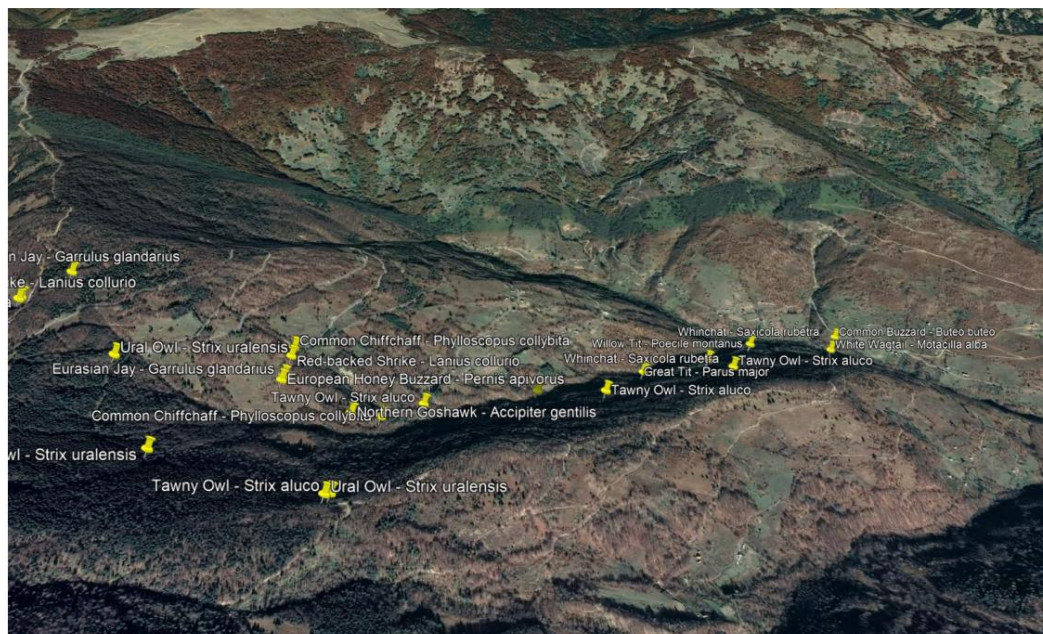 n Jay - Garrulus glandarius
ke - Lanius collurio
a
Whinchat - Saxicola rubetra
Common Buzzard - Buteo buteo
Willow Tit - Poecile montanus
White Wagtail - Motacilla alba
Ural Owl - Strix uralensis
Common Chiffchaff - Phylloscopus collybita
Whinchat - Saxicola rubetra
Tawny Owl - Strix aluco
Eurasian Jay - Garrulus glandarius
Red-backed Shrike - Lanius collurio
Great Tit - Parus major
European Honey Buzzard - Pernis apivorus
Tawny Owl - Strix aluco
Tawny Owl - Strix aluco
Common Chiffchaff - Phylloscopus collybita
Northern Goshawk - Accipiter gentilis
wl - Strix uralensis
Tawny Owl - Strix aluco
Ural Owl - Strix uralensis